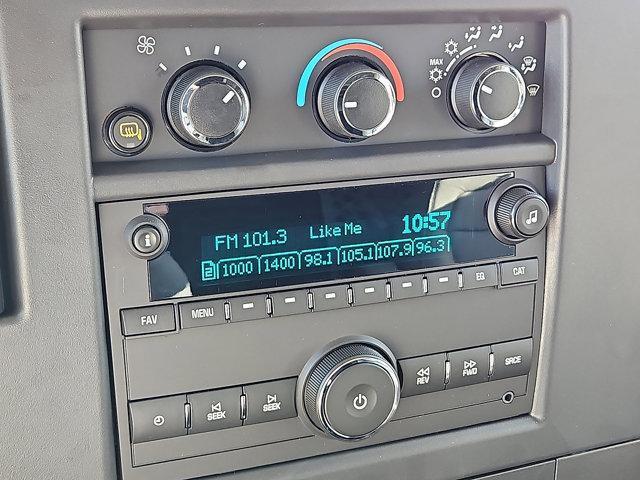 MAX
FM 101.3 Like Me 10:57
2 1000 1400 98.1 105.1 107.9 96.3
FAV MENU EQ CAT
REV FWD SRCE
SEEK SEEK